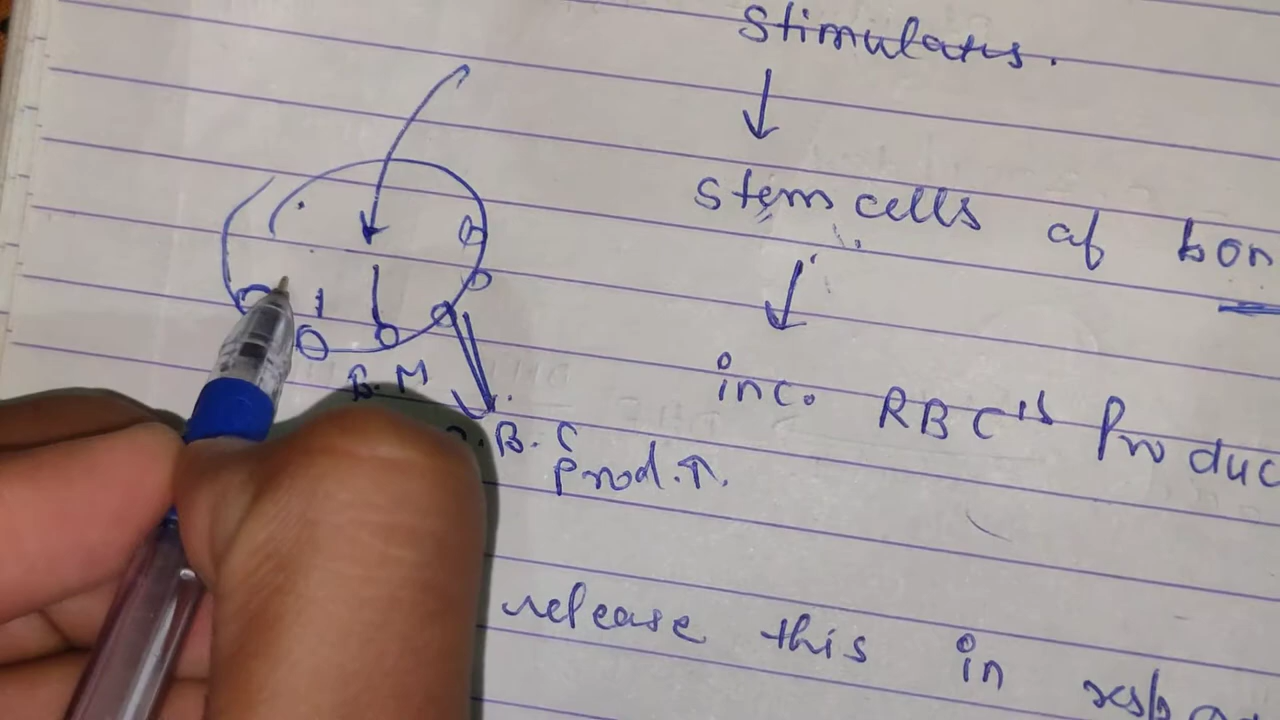 Stimulates.
Stem cells of bon
inc. RBC's Produc
B.M
.B.C
Prod.↑.
release this in